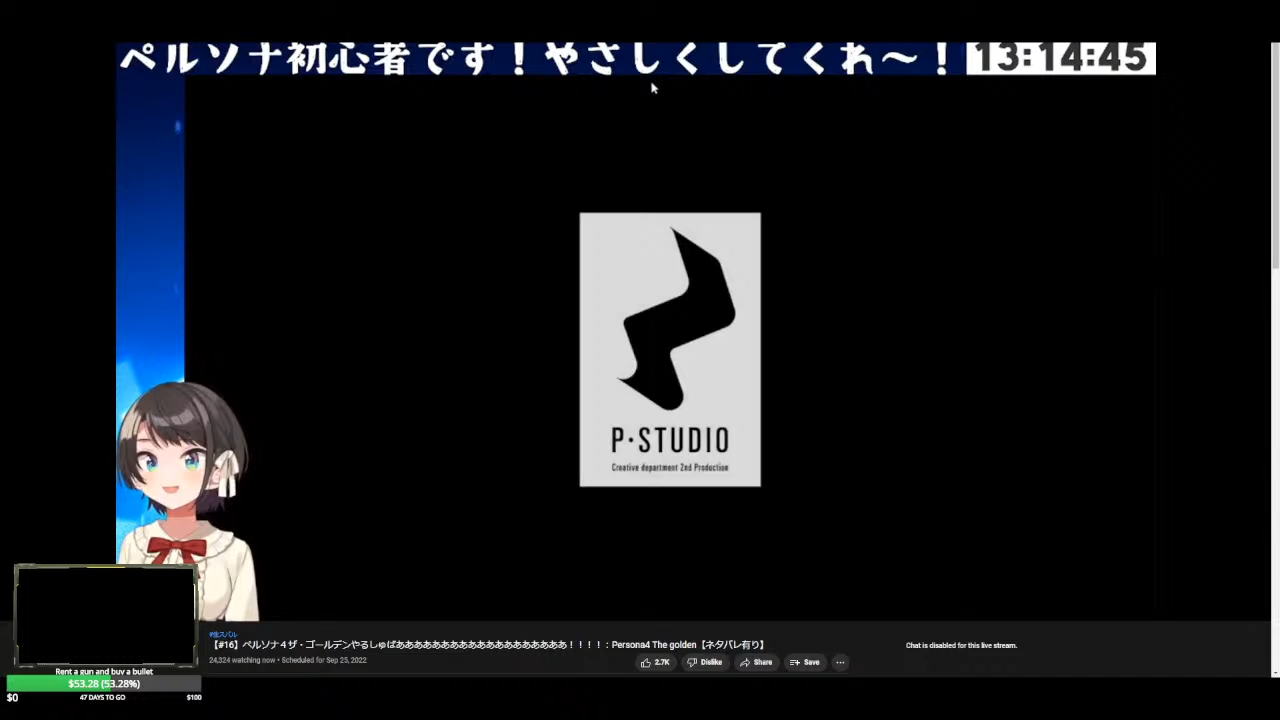 ペルソナ初心者です！やさしくしてくれ〜！ 13:14:45
P·STUDIO
Creative department 2nd Production
#生スバル
【#16】ペルソナ４ザ・ゴールデンやるしゅばああああああああああああああああああ！！！！：Persona4 The golden【ネタバレ有り】
24,324 watching now • Scheduled for Sep 25, 2022
2.7K Dislike Share Save
Chat is disabled for this live stream.
Rent a gun and buy a bullet
$53.28 (53.28%)
$0 47 DAYS TO GO $100